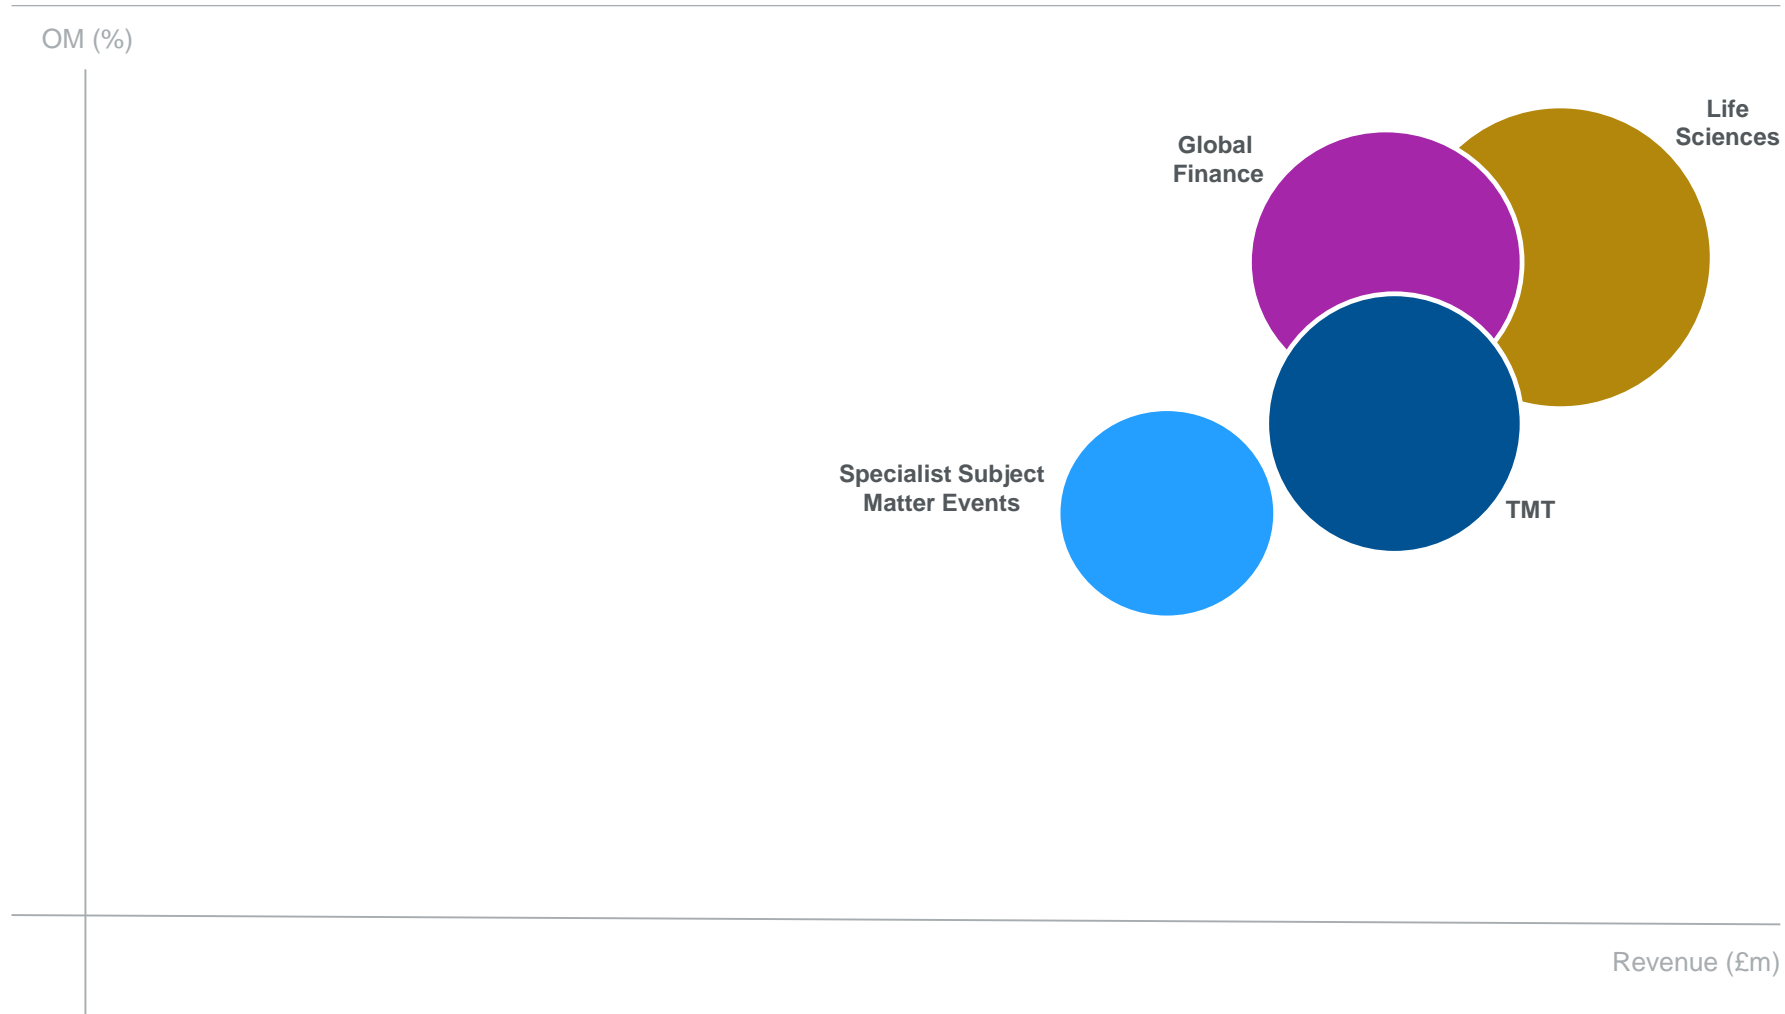 OM (%)
Life
Sciences
Global
Finance
Specialist Subject
Matter Events
TMT
Revenue (£m)